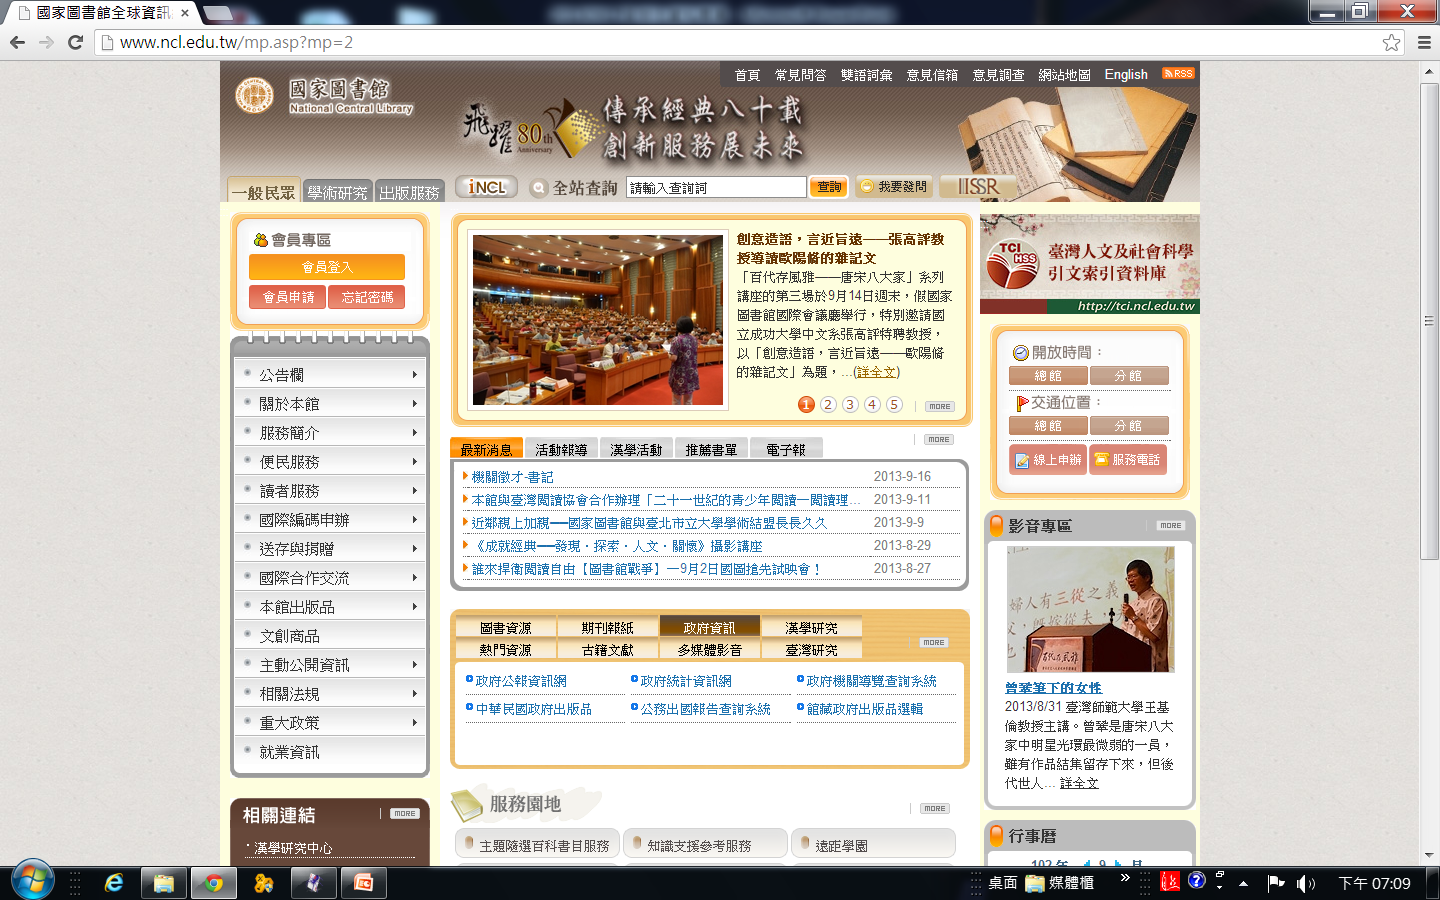 國家圖書館全球資訊
www.ncl.edu.tw/mp.asp?mp=2
首頁 常見問答 雙語詞彙 意見信箱 意見調查 網站地圖 English RSS
國家圖書館
National Central Library
飛躍 80th Anniversary
傳承經典八十載
創新服務展未來
一般民眾 學術研究 出版服務
iNCL 全站查詢 請輸入查詢詞 查詢 我要發問 IISSR
會員專區
會員登入
會員申請 忘記密碼
公告欄
關於本館
服務簡介
便民服務
讀者服務
國際編碼申辦
送存與捐贈
國際合作交流
本館出版品
文創商品
主動公開資訊
相關法規
重大政策
就業資訊
相關連結 MORE
漢學研究中心
創意造語，言近旨遠——張高評教
授導讀歐陽脩的雜記文
「百代存風雅——唐宋八大家」系列
講座的第三場於9月14日週末，假國家
圖書館國際會議廳舉行，特別邀請國
立成功大學中文系張高評特聘教授，
以「創意造語，言近旨遠——歐陽脩
的雜記文」為題，...(詳全文)
1 2 3 4 5 MORE
最新消息 活動報導 漢學活動 推薦書單 電子報 MORE
機關徵才-書記 2013-9-16
本館與臺灣閱讀協會合作辦理「二十一世紀的青少年閱讀—閱讀理... 2013-9-11
近鄰親上加親──國家圖書館與臺北市立大學學術結盟長長久久 2013-9-9
《成就經典──發現．探索．人文．關懷》攝影講座 2013-8-29
誰來捍衛閱讀自由【圖書館戰爭】—9月2日國圖搶先試映會！ 2013-8-27
圖書資源 期刊報紙 政府資訊 漢學研究
熱門資源 古籍文獻 多媒體影音 臺灣研究
MORE
政府公報資訊網 政府統計資訊網 政府機關導覽查詢系統
中華民國政府出版品 公務出國報告查詢系統 館藏政府出版品選輯
服務園地 MORE
主題隨選百科書目服務 知識支援參考服務 遠距學園
TCI HSS
臺灣人文及社會科學
引文索引資料庫
http://tci.ncl.edu.tw
開放時間：
總館 分館
交通位置：
總館 分館
線上申辦 服務電話
影音專區 MORE
婦人有三從之義
曾鞏筆下的女性
2013/8/31 臺灣師範大學王基
倫教授主講。曾鞏是唐宋八大
家中明星光環最微弱的一員，
雖有作品結集留存下來，但後
代世人... 詳全文
行事曆
102 年 9 月
桌面 媒體櫃 » 下午 07:09